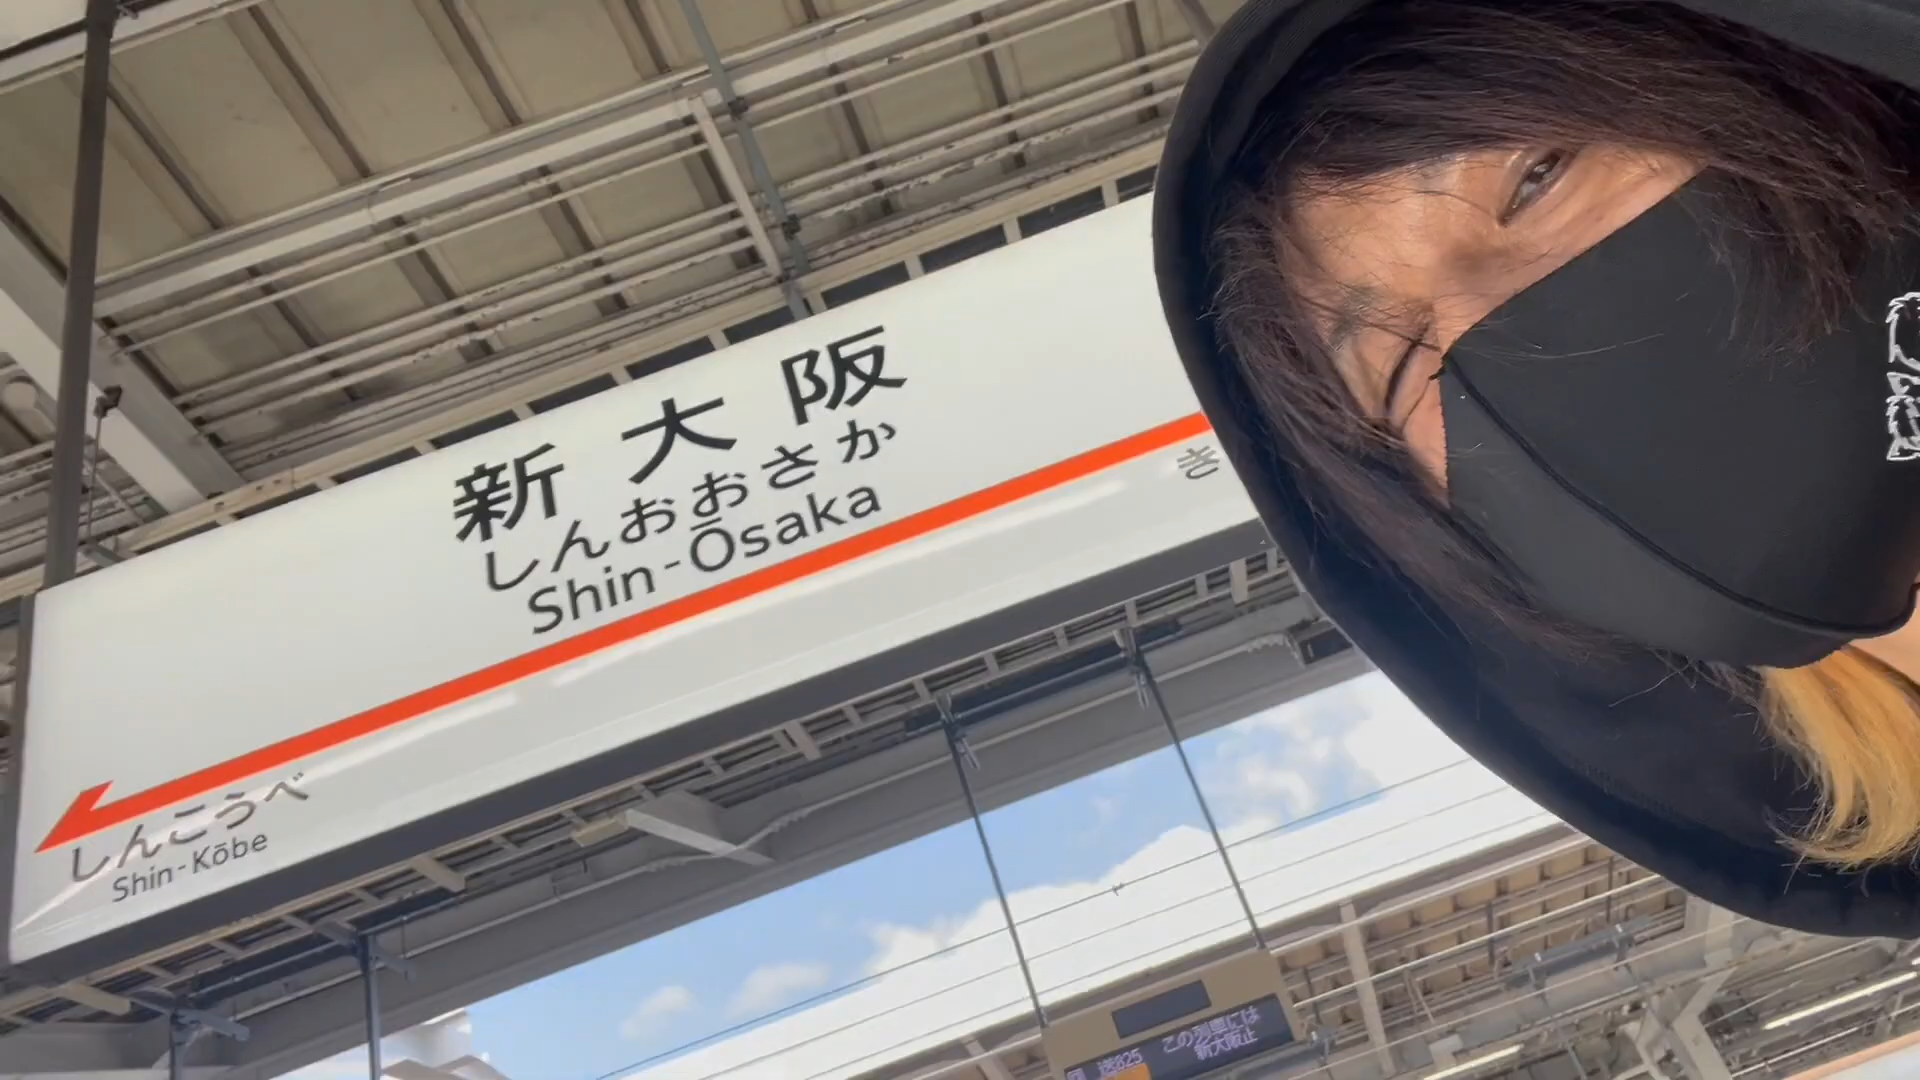 新大阪
しんおおさか
Shin-Ōsaka
き
しんこうべ
Shin-Kōbe
この列車には
新大阪止